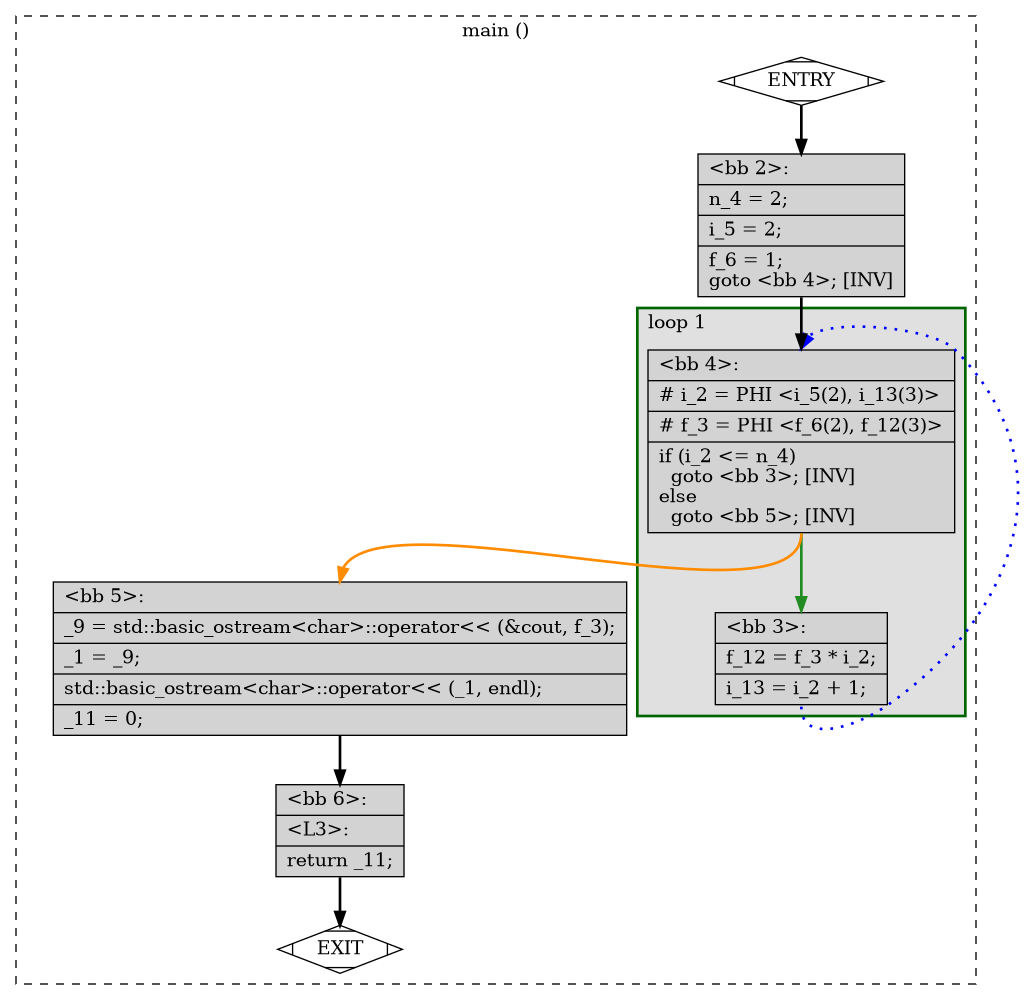 main ()
ENTRY
<bb 2>:
n_4 = 2;
i_5 = 2;
f_6 = 1;
goto <bb 4>; [INV]
loop 1
<bb 4>:
# i_2 = PHI <i_5(2), i_13(3)>
# f_3 = PHI <f_6(2), f_12(3)>
if (i_2 <= n_4)
  goto <bb 3>; [INV]
else
  goto <bb 5>; [INV]
<bb 5>:
_9 = std::basic_ostream<char>::operator<< (&cout, f_3);
_1 = _9;
std::basic_ostream<char>::operator<< (_1, endl);
_11 = 0;
<bb 3>:
f_12 = f_3 * i_2;
i_13 = i_2 + 1;
<bb 6>:
<L3>:
return _11;
EXIT